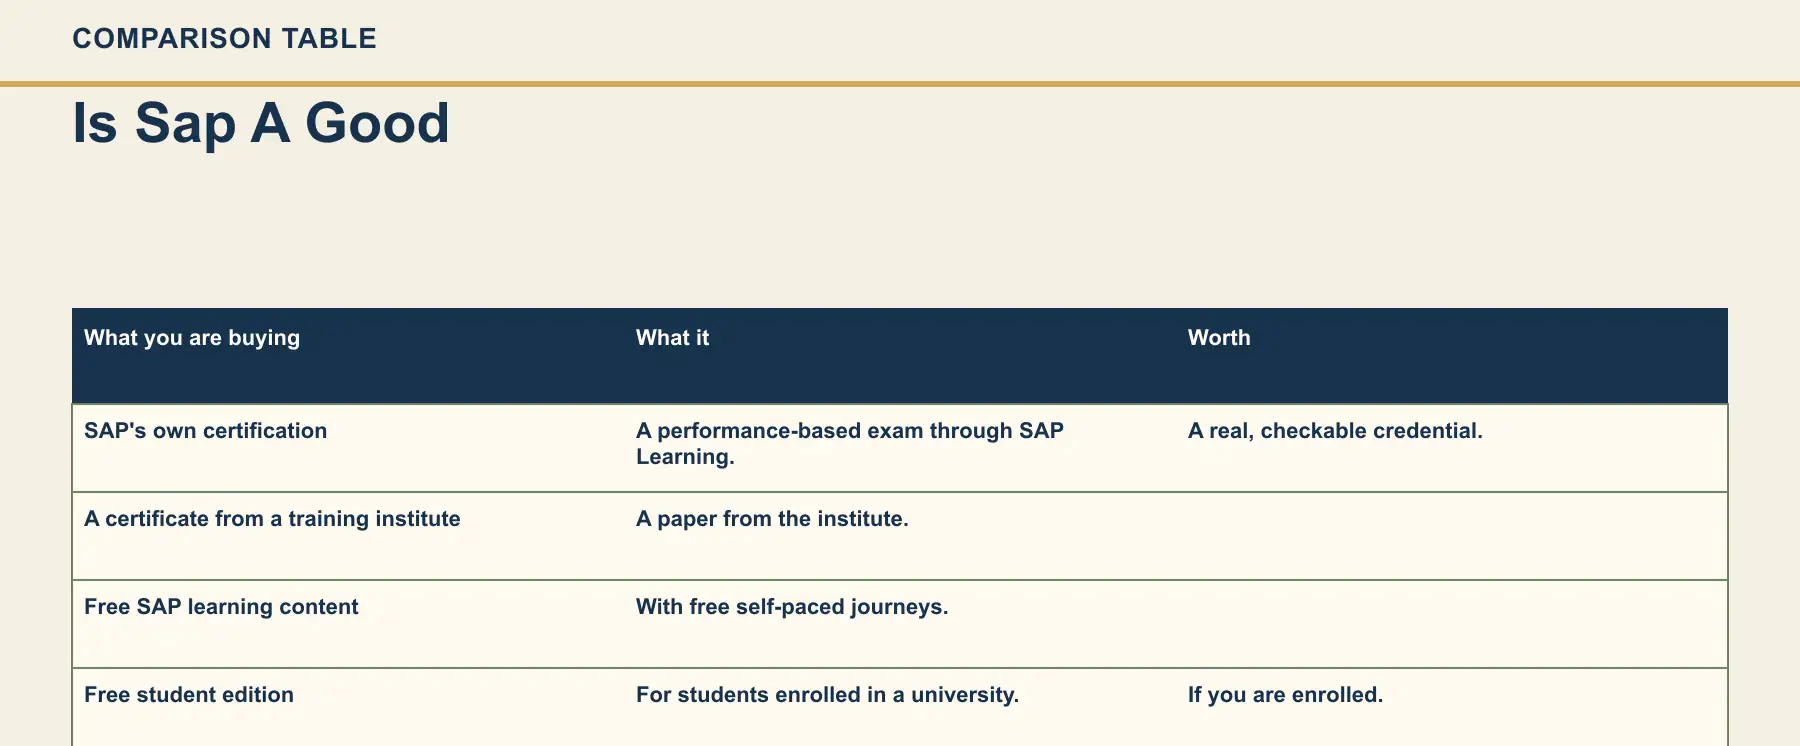 COMPARISON TABLE
Is Sap A Good
What you are buying What it Worth
SAP's own certification A performance-based exam through SAP A real, checkable credential.
Learning.
A certificate from a training institute A paper from the institute.
Free SAP learning content With free self-paced journeys.
Free student edition For students enrolled in a university. If you are enrolled.